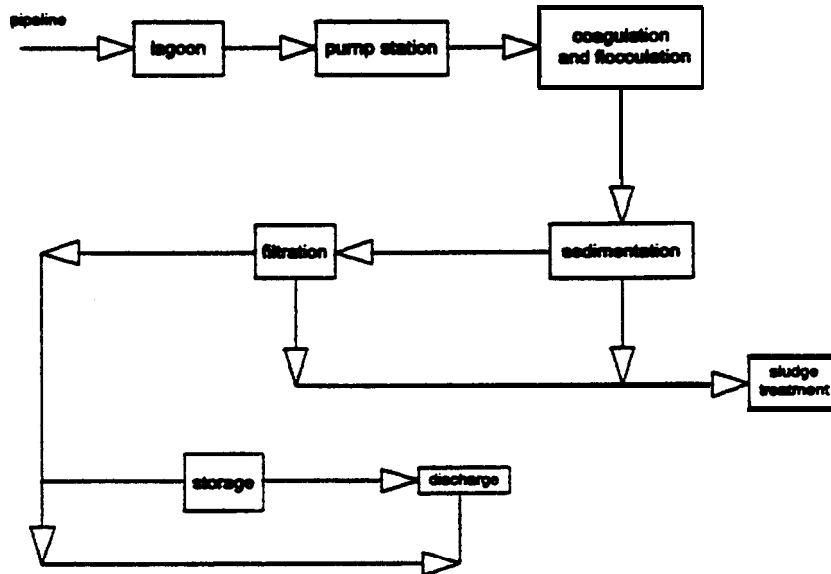 pipeline
lagoon
pump station
coagulation
and flocculation
filtration
sedimentation
sludge
treatment
storage
discharge